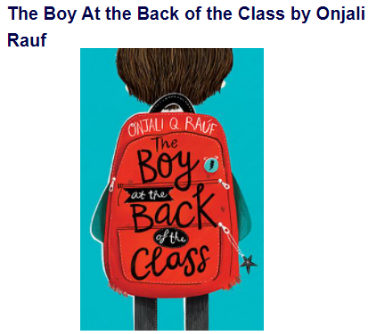 The Boy At the Back of the Class by Onjali
Rauf
ONJALI Q. RAÚF
The
BOY
at the
BACK
of the
Class